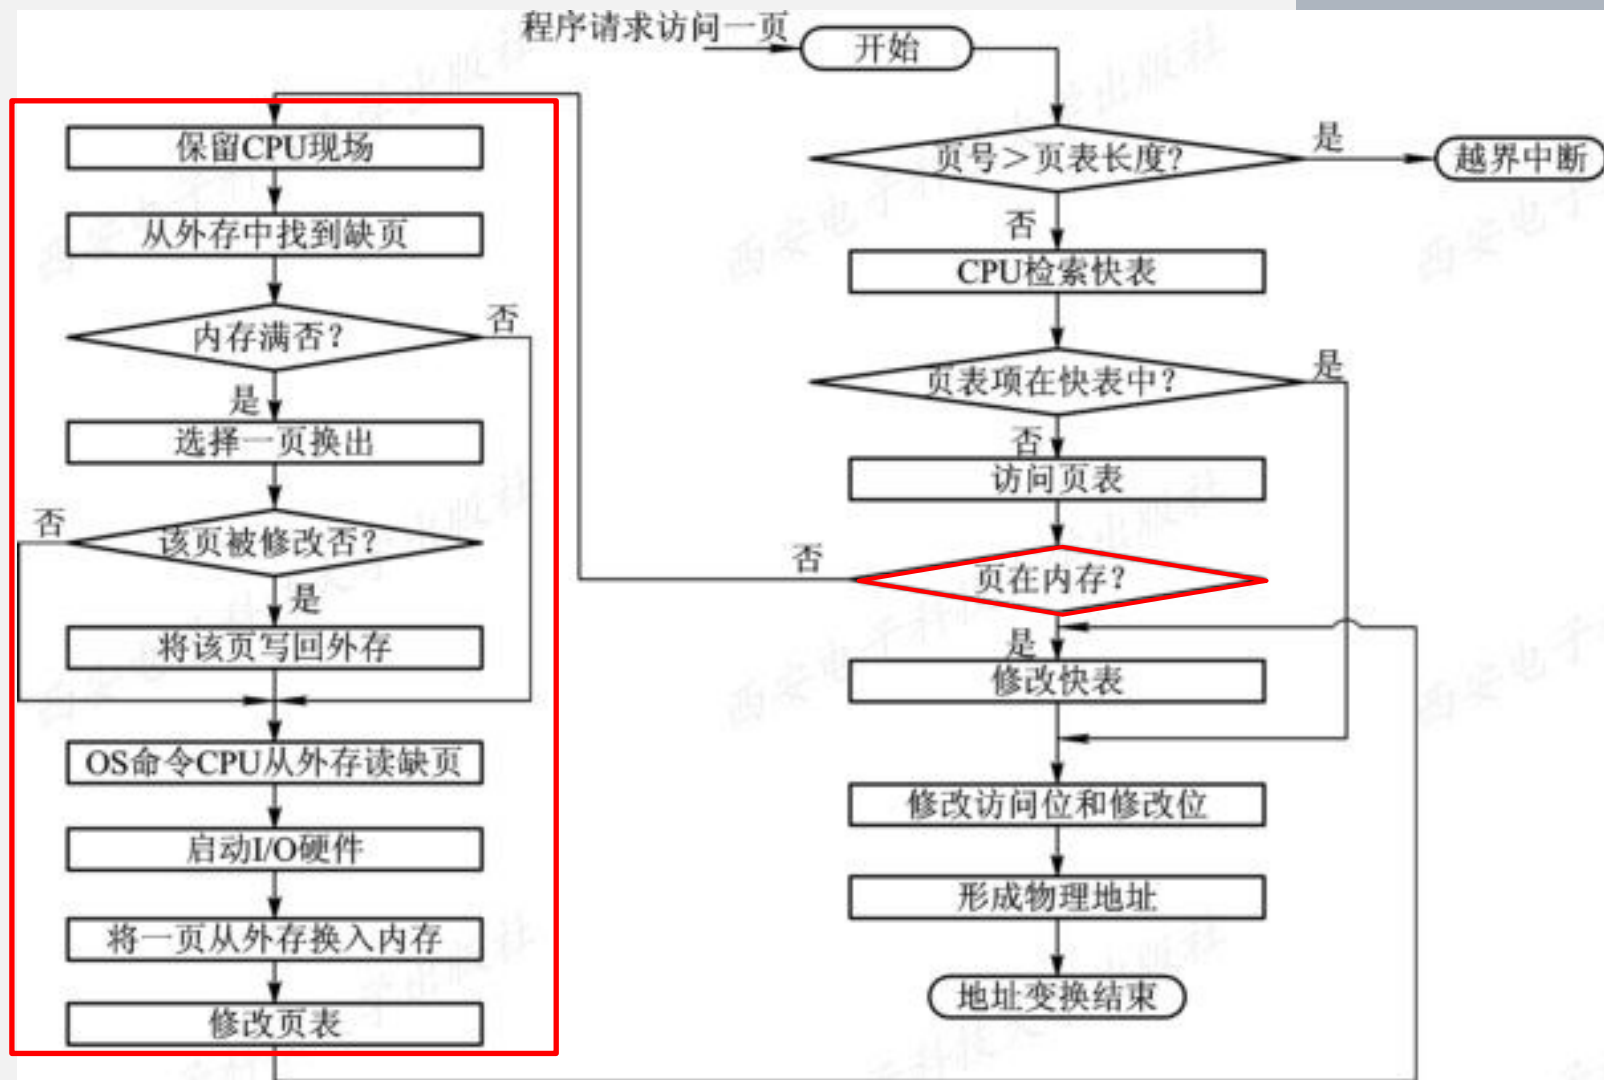 程序请求访问一页
开始
页号>页表长度?
是
越界中断
否
CPU检索快表
页表项在快表中?
是
否
访问页表
页在内存?
否
是
修改快表
修改访问位和修改位
形成物理地址
地址变换结束
保留CPU现场
从外存中找到缺页
内存满否?
否
是
选择一页换出
该页被修改否?
否
是
将该页写回外存
OS命令CPU从外存读缺页
启动I/O硬件
将一页从外存换入内存
修改页表